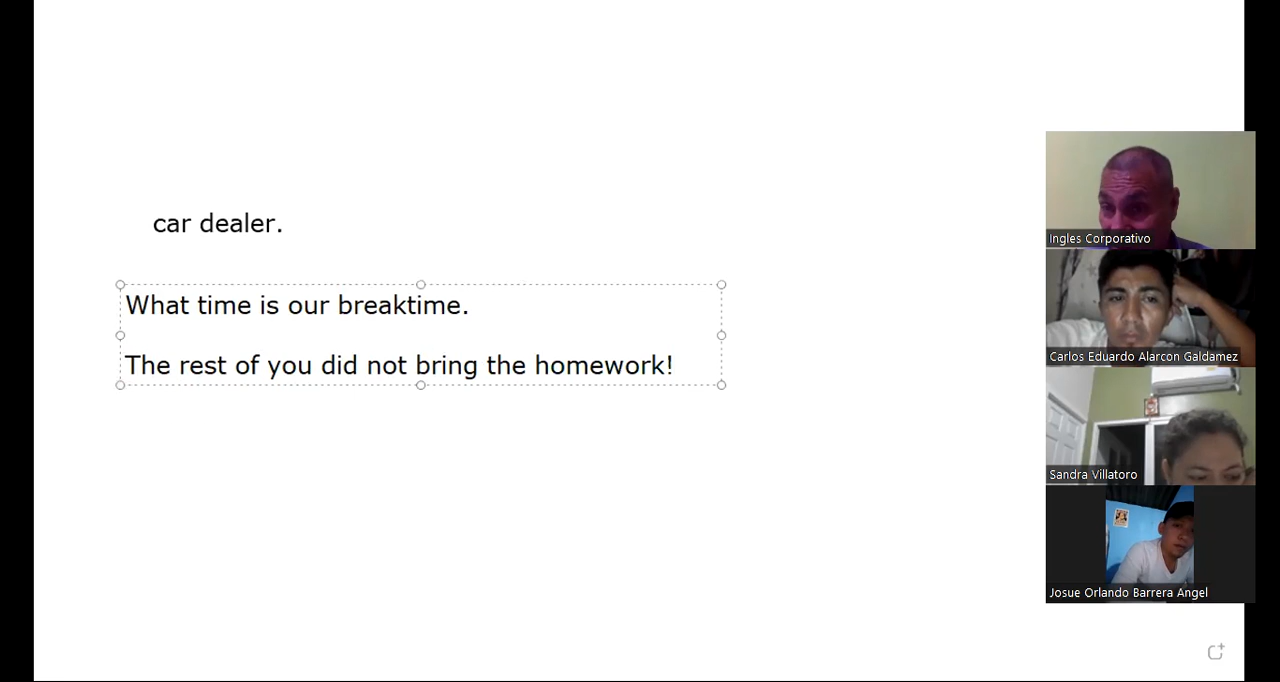 car dealer.
What time is our breaktime.
The rest of you did not bring the homework!
Ingles Corporativo
Carlos Eduardo Alarcon Galdamez
Sandra Villatoro
Josue Orlando Barrera Angel